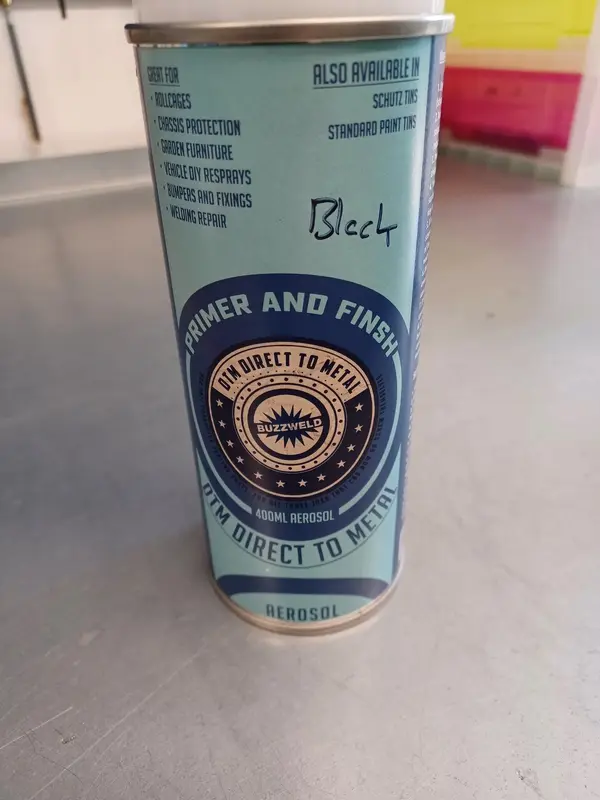 GREAT FOR
· ROLLCAGES
· CHASSIS PROTECTION
· GARDEN FURNITURE
· VEHICLE DIY RESPRAYS
· BUMPERS AND FIXINGS
· WELDING REPAIR
ALSO AVAILABLE IN
SCHUTZ TINS
STANDARD PAINT TINS
Black
PRIMER AND FINSH
DTM DIRECT TO METAL
BUZZWELD
400ML AEROSOL
DTM DIRECT TO METAL
AEROSOL